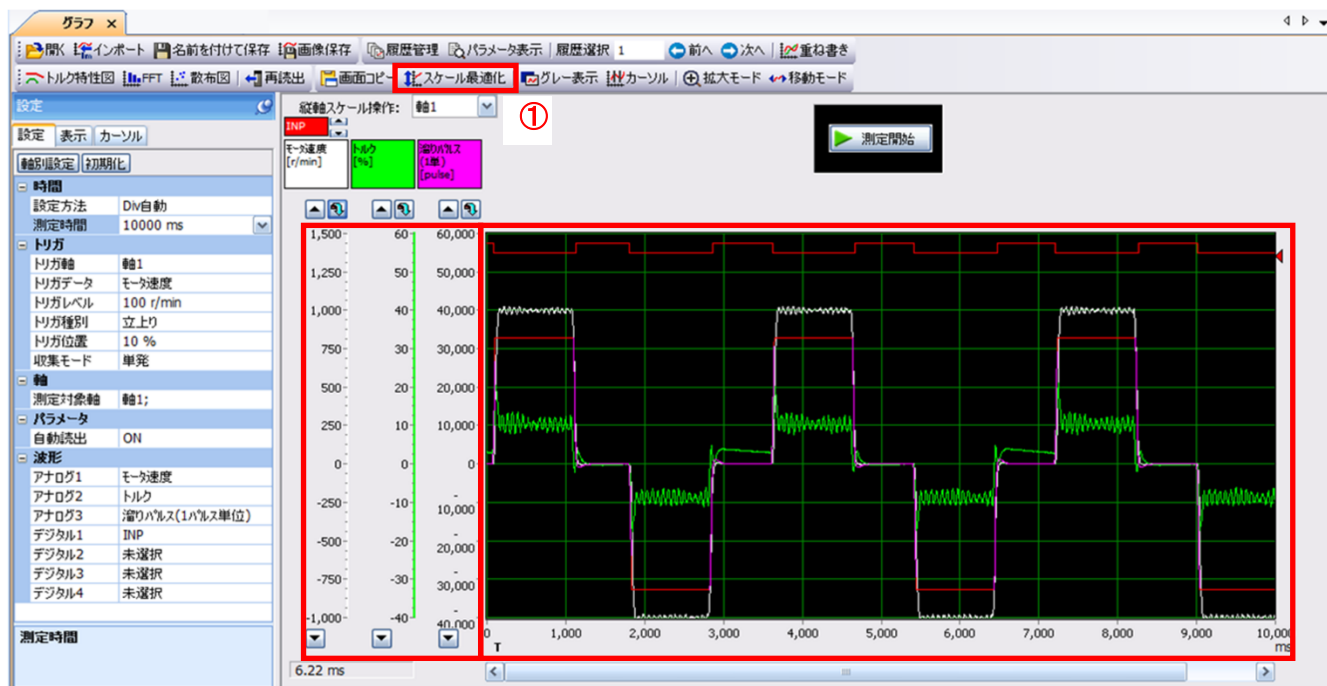 グラフ ×
開く インポート 名前を付けて保存 画像保存 履歴管理 パラメータ表示 履歴選択 1 前へ 次へ 重ね書き
トルク特性図 FFT 散布図 再読出 画面コピー スケール最適化 グレー表示 カーソル 拡大モード 移動モード
①
設定
設定 表示 カーソル
軸別設定 初期化
時間
設定方法 Div自動
測定時間 10000 ms
トリガ
トリガ軸 軸1
トリガデータ モータ速度
トリガレベル 100 r/min
トリガ種別 立上り
トリガ位置 10 %
収集モード 単発
軸
測定対象軸 軸1;
パラメータ
自動読出 ON
波形
アナログ1 モータ速度
アナログ2 トルク
アナログ3 溜りパルス(1パルス単位)
デジタル1 INP
デジタル2 未選択
デジタル3 未選択
デジタル4 未選択
測定時間
縦軸スケール操作: 軸1
INP
モータ速度 [r/min]
トルク [%]
溜りパルス (1単) [pulse]
測定開始
1,500 60 60,000
1,250 50 50,000
1,000 40 40,000
750 30 30,000
500 20 20,000
250 10 10,000
0 0 0
-250 -10 -10,000
-500 -20 -20,000
-750 -30 -30,000
-1,000 -40 -40,000
0 1,000 2,000 3,000 4,000 5,000 6,000 7,000 8,000 9,000 10,000
T ms
6.22 ms